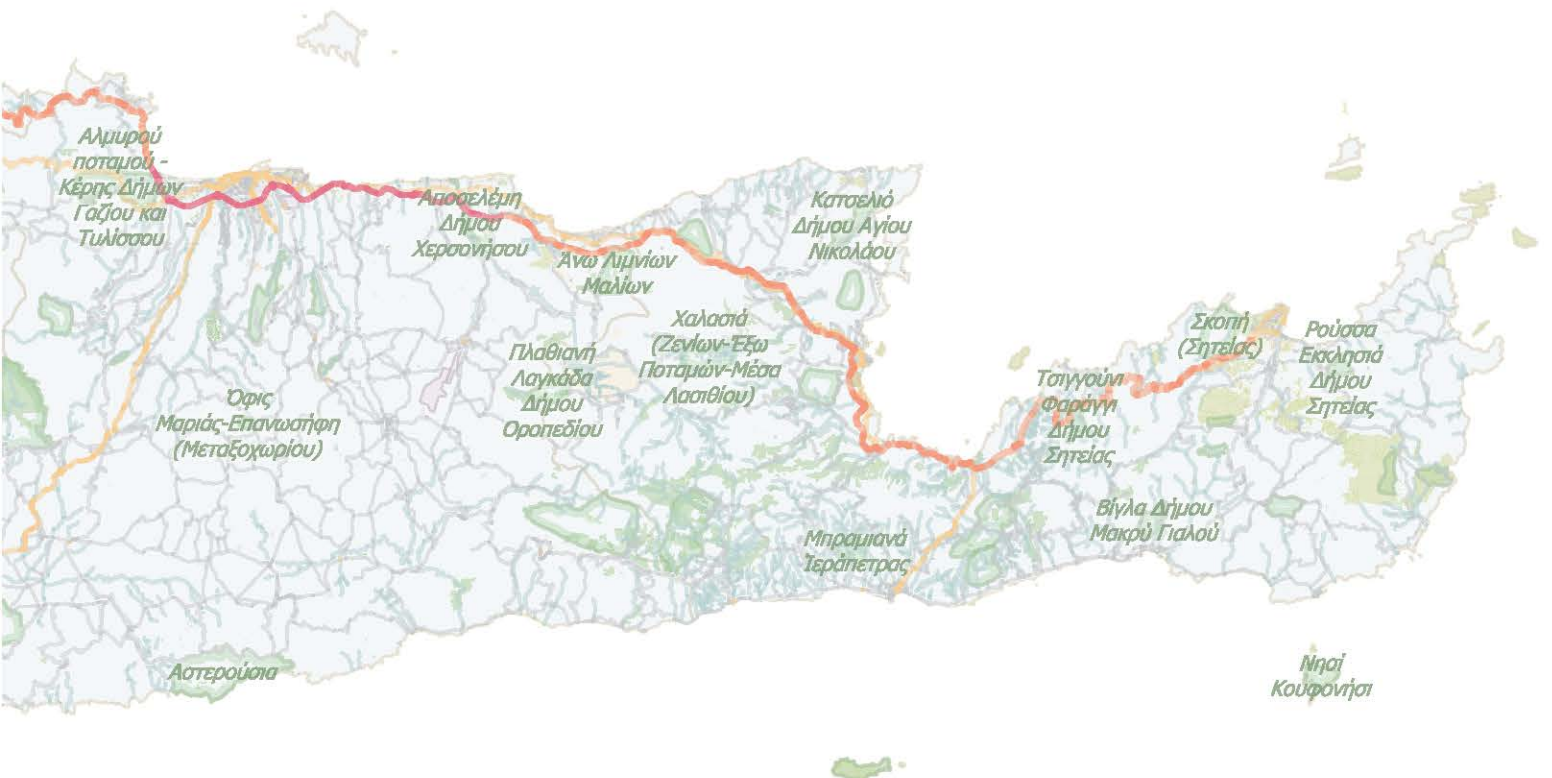 Αλμυρού
ποταμού -
Κέρης Δήμων
Γαζίου και
Τυλίσσου
Αποσελέμη
Δήμου
Χερσονήσου
Άνω Λιμνίων
Μαλίων
Κατσελιό
Δήμου Αγίου
Νικολάου
Χαλασιά
(Ζενίων-Έξω
Ποταμών-Μέσα
Λασιθίου)
Πλαθιανή
Λαγκάδα
Δήμου
Οροπεδίου
Όφις
Μαριάς-Επανωσήφη
(Μεταξοχωρίου)
Σκοπή
(Σητείας)
Ρούσσα
Εκκλησιά
Δήμου
Σητείας
Τσιγγούνι
Φαράγγι
Δήμου
Σητείας
Βίγλα Δήμου
Μακρύ Γιαλού
Μπραμιανά
Ἱεράπετρας
Αστερούσια
Νησί
Κουφονήσι